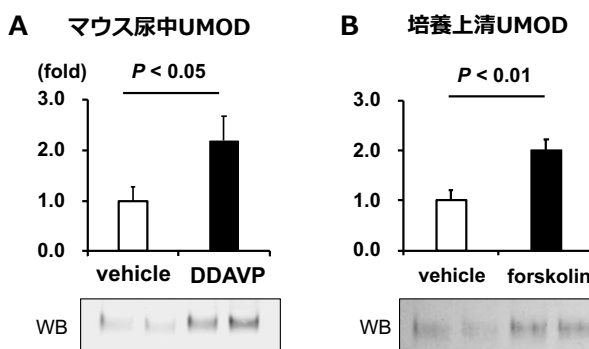 A マウス尿中UMOD
(fold)
P < 0.05
3.0
2.0
1.0
0.0
vehicle DDAVP
WB
B 培養上清UMOD
P < 0.01
3.0
2.0
1.0
0.0
vehicle forskolin
WB